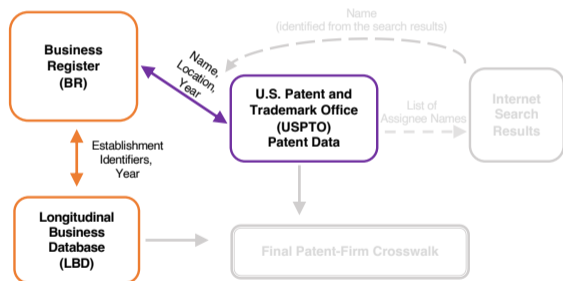 Name
(identified from the search results)
Business
Register
(BR)
Name,
Location,
Year
U.S. Patent and
Trademark Office
(USPTO)
Patent Data
List of
Assignee Names
Internet
Search
Results
Establishment
Identifiers,
Year
Longitudinal
Business
Database
(LBD)
Final Patent-Firm Crosswalk